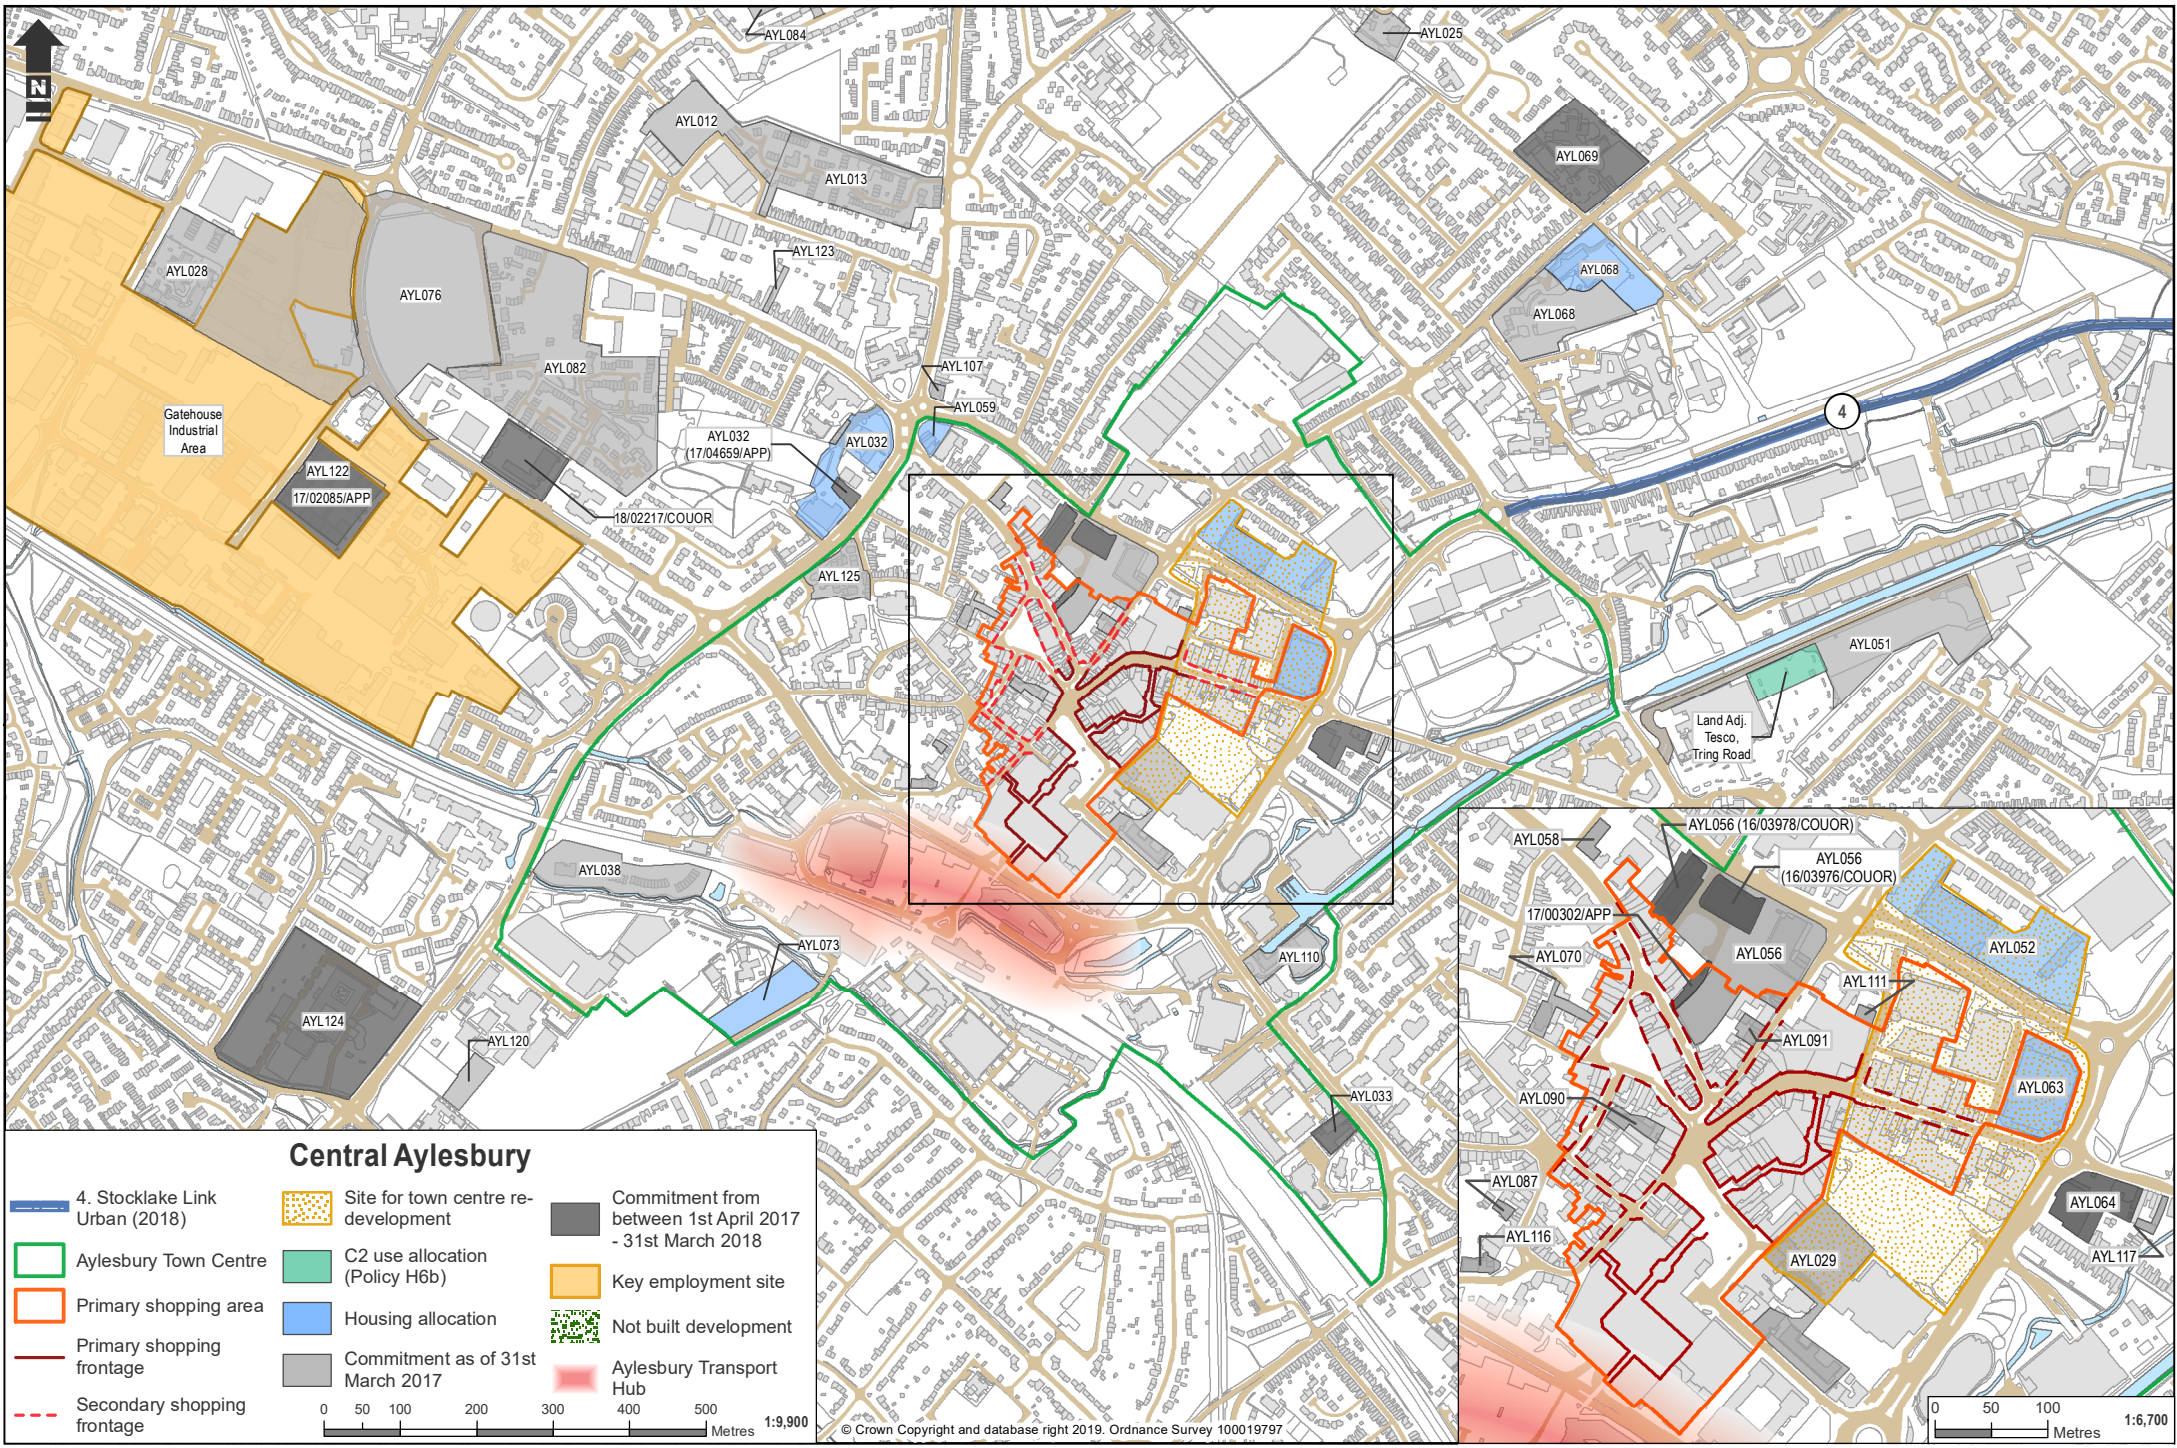 N
AYL084
AYL025
AYL012
AYL013
AYL069
AYL123
AYL028
AYL076
AYL068
AYL068
AYL082
AYL107
AYL059
4
Gatehouse
Industrial
Area
AYL032
(17/04659/APP)
AYL032
AYL122
17/02085/APP
18/02217/COUOR
AYL125
AYL051
Land Adj.
Tesco,
Tring Road
AYL038
AYL073
AYL110
AYL124
AYL120
AYL033
AYL058
AYL056 (16/03978/COUOR)
AYL056
(16/03976/COUOR)
17/00302/APP
AYL070
AYL056
AYL052
AYL111
AYL091
AYL063
AYL090
AYL087
AYL064
AYL116
AYL117
AYL029
Central Aylesbury
4. Stocklake Link
Urban (2018)
Aylesbury Town Centre
Primary shopping area
Primary shopping
frontage
Secondary shopping
frontage
Site for town centre re-
development
C2 use allocation
(Policy H6b)
Housing allocation
Commitment as of 31st
March 2017
Commitment from
between 1st April 2017
- 31st March 2018
Key employment site
Not built development
Aylesbury Transport
Hub
0 50 100 200 300 400 500
Metres
1:9,900
© Crown Copyright and database right 2019. Ordnance Survey 100019797
0 50 100
Metres
1:6,700